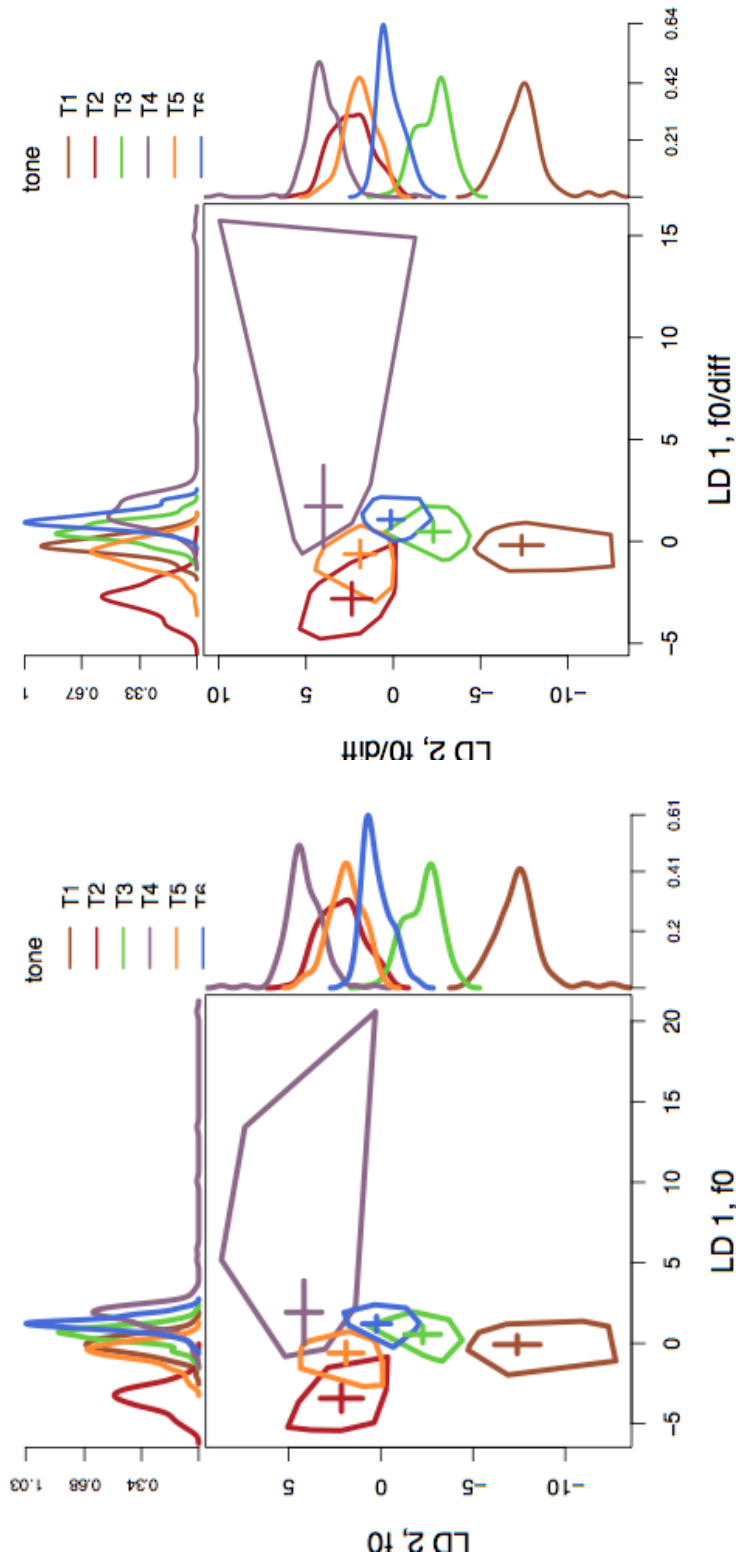 tone
T1
T2
T3
T4
T5
T6
0.64
0.42
0.21
1
0.67
0.33
15
10
5
0
−5
10
5
0
−5
−10
LD 1, f0/diff
LD 2, f0/diff
tone
T1
T2
T3
T4
T5
T6
0.61
0.41
0.2
1.03
0.68
0.34
20
15
10
5
0
−5
5
0
−5
−10
LD 1, f0
LD 2, f0